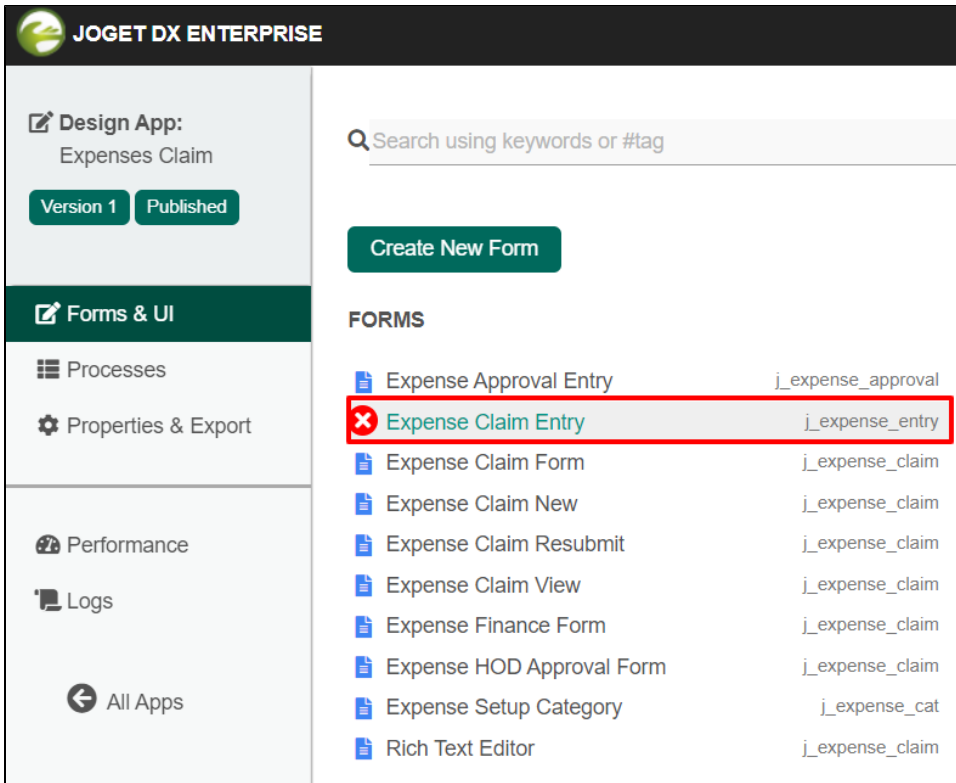 JOGET DX ENTERPRISE
Design App:
Expenses Claim
Version 1 Published
Forms & UI
Processes
Properties & Export
Performance
Logs
All Apps
Search using keywords or #tag
Create New Form
FORMS
Expense Approval Entry j_expense_approval
Expense Claim Entry j_expense_entry
Expense Claim Form j_expense_claim
Expense Claim New j_expense_claim
Expense Claim Resubmit j_expense_claim
Expense Claim View j_expense_claim
Expense Finance Form j_expense_claim
Expense HOD Approval Form j_expense_claim
Expense Setup Category j_expense_cat
Rich Text Editor j_expense_claim